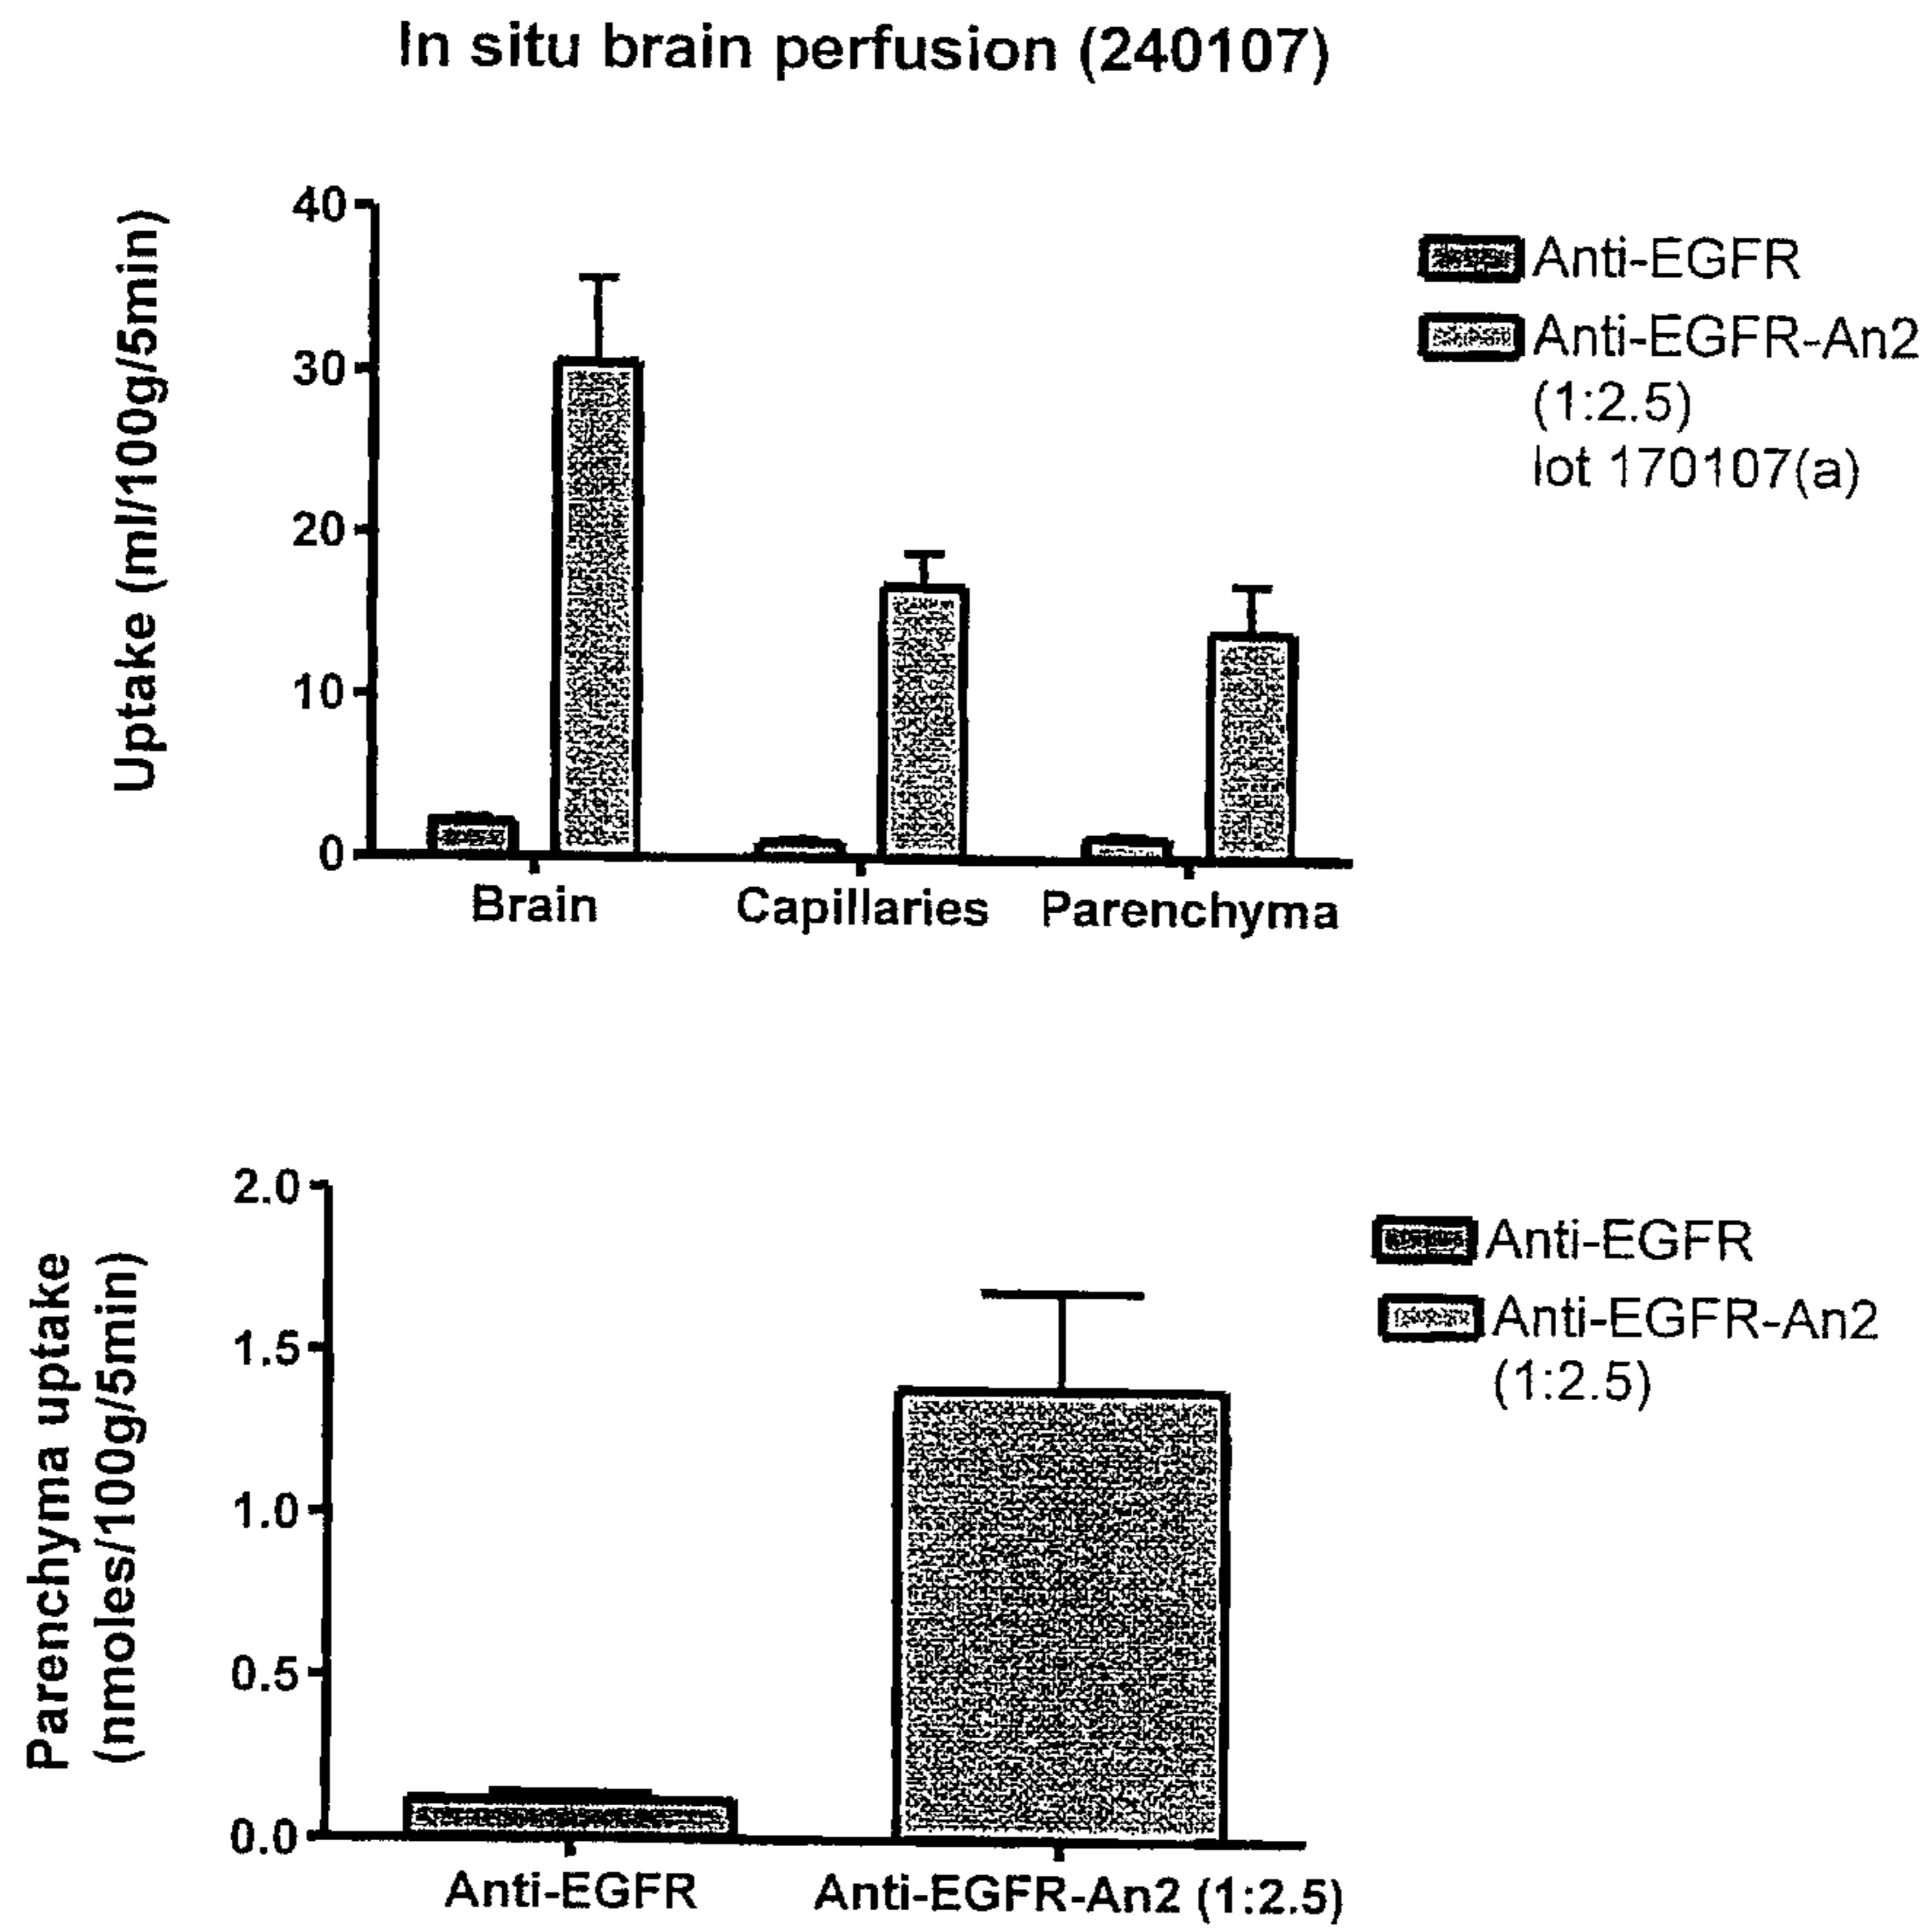 In situ brain perfusion (240107)
Uptake (ml/100g/5min)
40
30
20
10
0
Brain
Capillaries
Parenchyma
Anti-EGFR
Anti-EGFR-An2
(1:2.5)
lot 170107(a)
Parenchyma uptake
(nmoles/100g/5min)
2.0
1.5
1.0
0.5
0.0
Anti-EGFR
Anti-EGFR-An2 (1:2.5)
Anti-EGFR
Anti-EGFR-An2
(1:2.5)